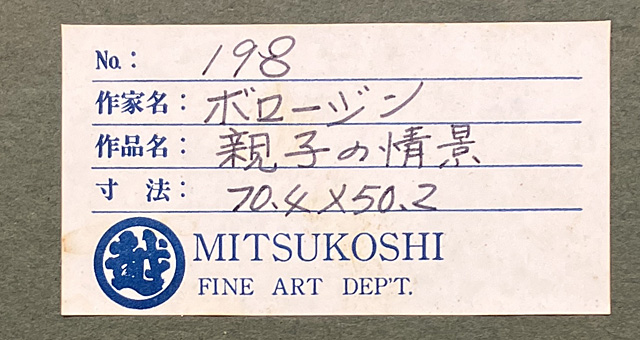 No.: 198
作家名: ボロージン
作品名: 親子の情景
寸 法: 70.4×50.2
越
MITSUKOSHI
FINE ART DEP'T.